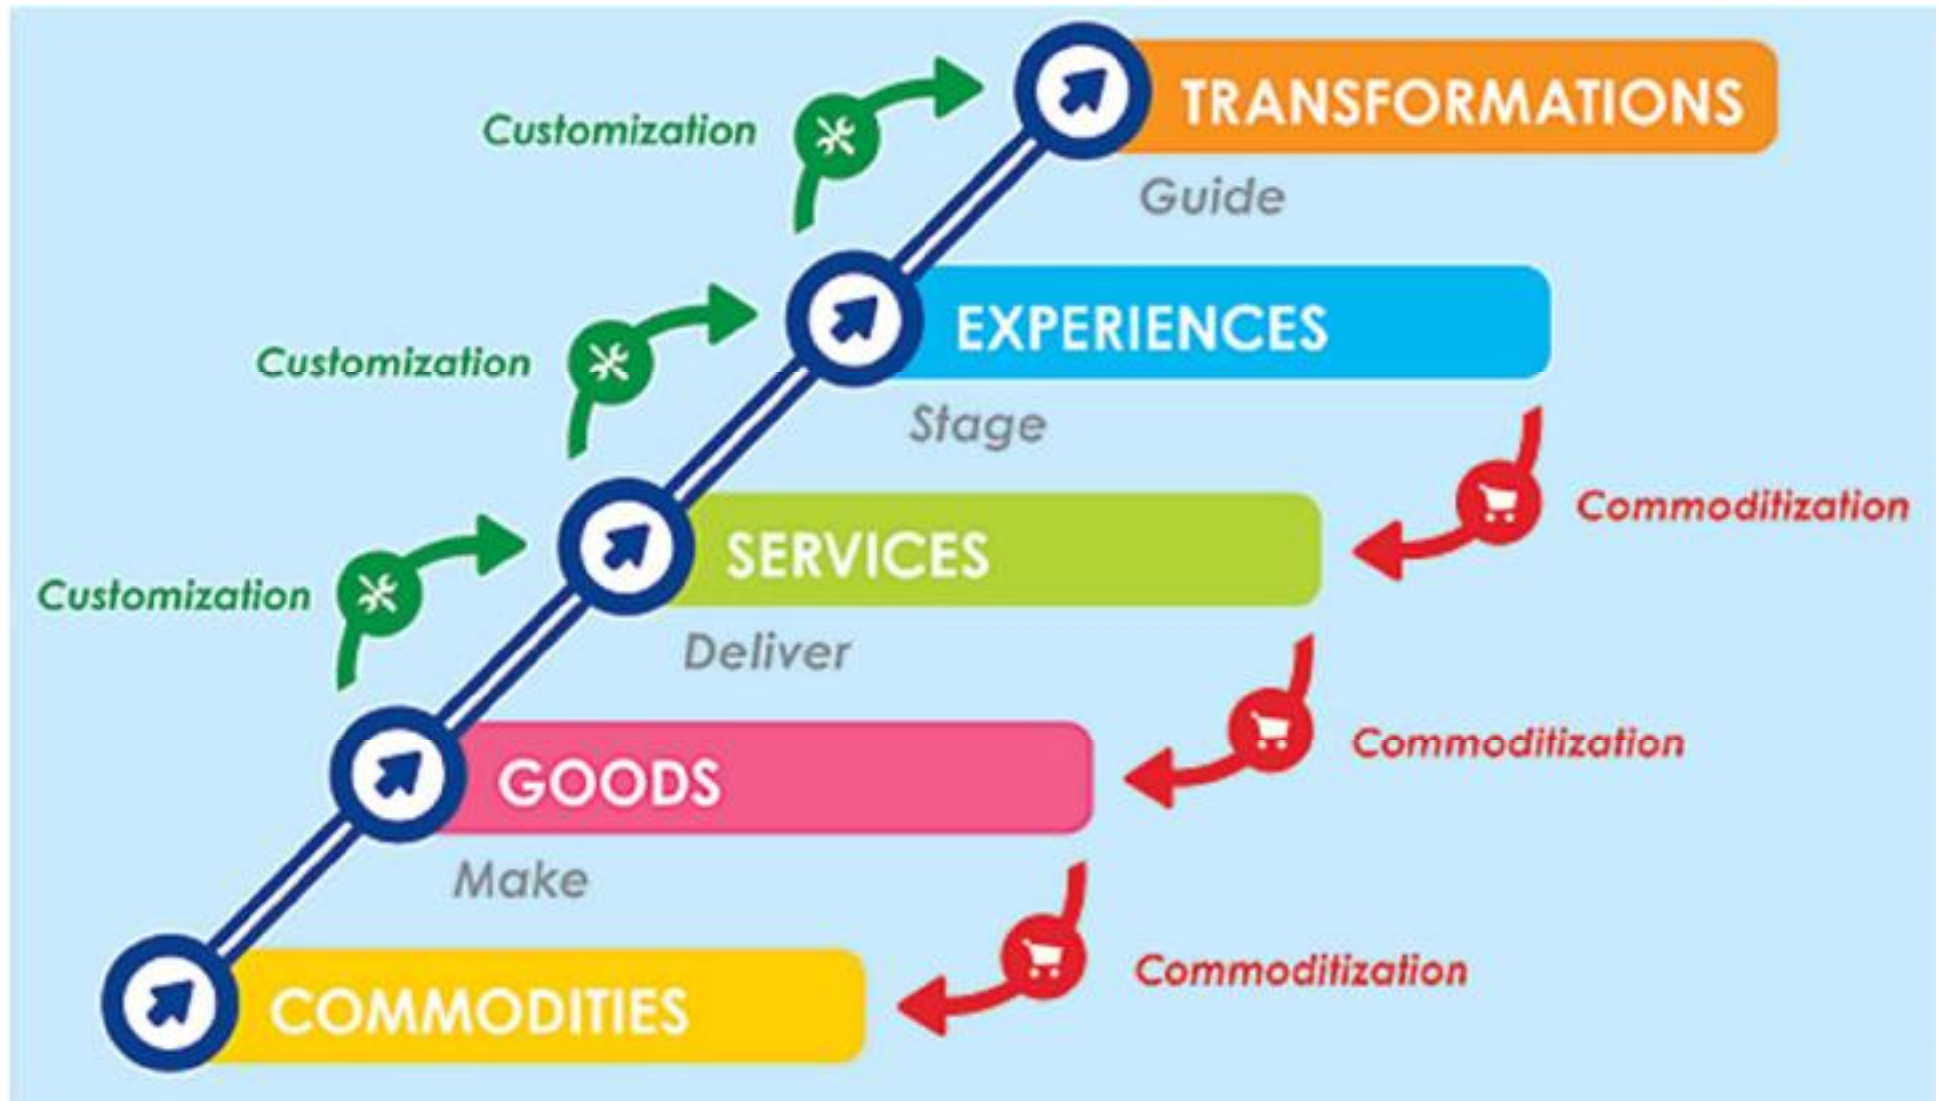 Customization
TRANSFORMATIONS
Guide
Customization
EXPERIENCES
Stage
Commoditization
Customization
SERVICES
Deliver
Commoditization
GOODS
Make
Commoditization
COMMODITIES